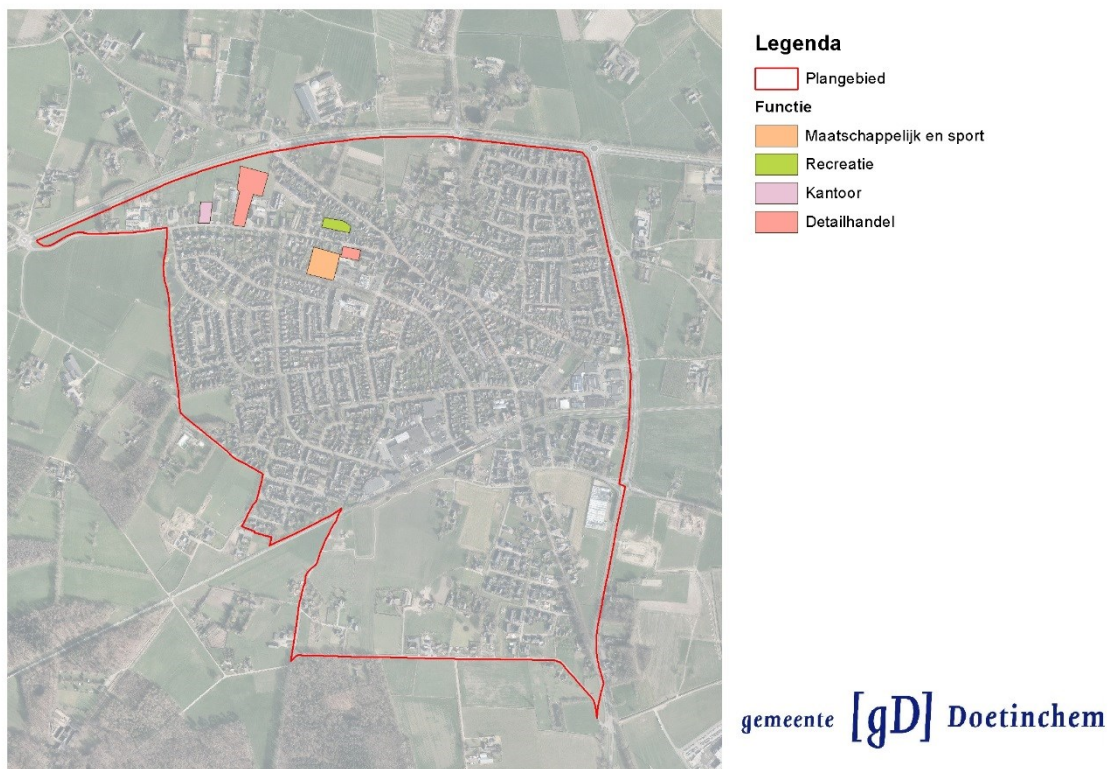 Legenda
Plangebied
Functie
Maatschappelijk en sport
Recreatie
Kantoor
Detailhandel
gemeente [gD] Doetinchem